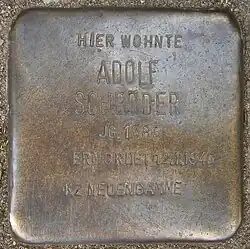 HIER WOHNTE
ADOLF
SCHRÖDER
JG.
ERMORDET
KZ NEUENGAMME